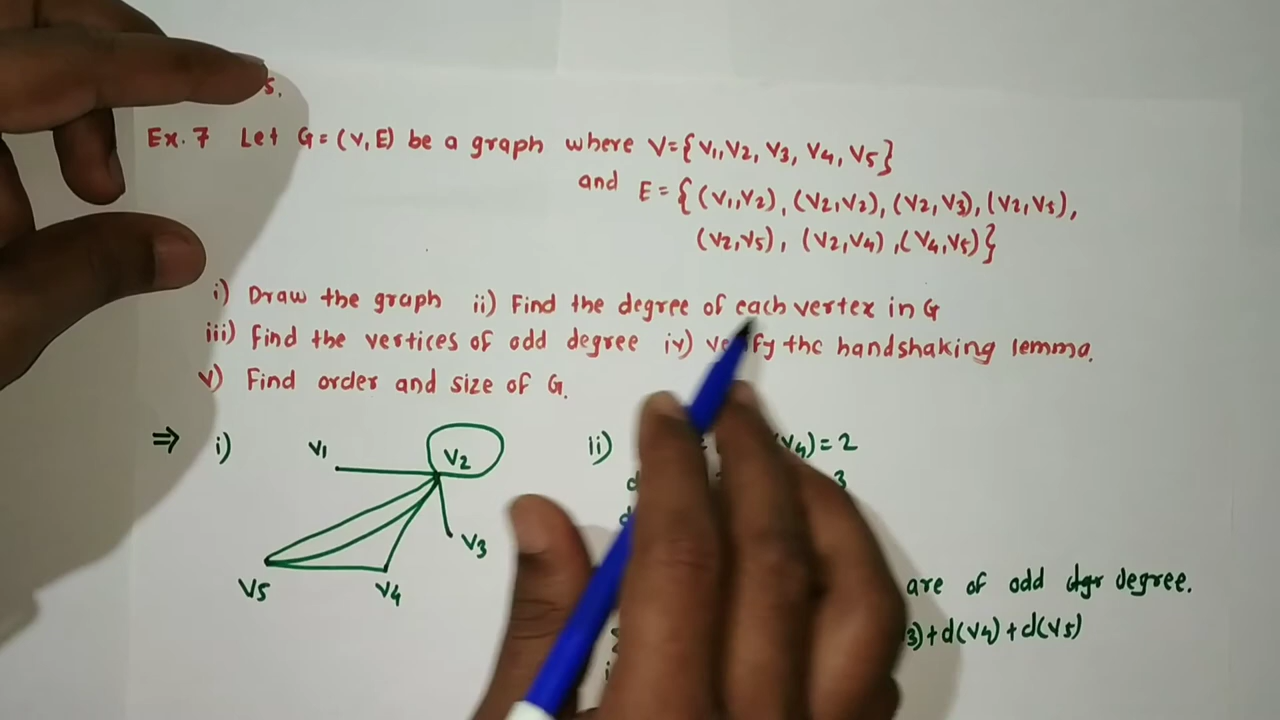 s.
Ex. 7 Let G = (V, E) be a graph where V = {V1, V2, V3, V4, V5}
and E = {(V1, V2), (V2, V2), (V2, V3), (V2, V5),
(V2, V5), (V2, V4), (V4, V5)}
i) Draw the graph ii) Find the degree of each vertex in G
iii) Find the vertices of odd degree iv) the handshaking lemma.
v) Find order and size of G.
⇒ i) V1 V2 V3 V4 V5
ii) V4) = 2
3
are of odd degree.
3) + d(V4) + d(V5)